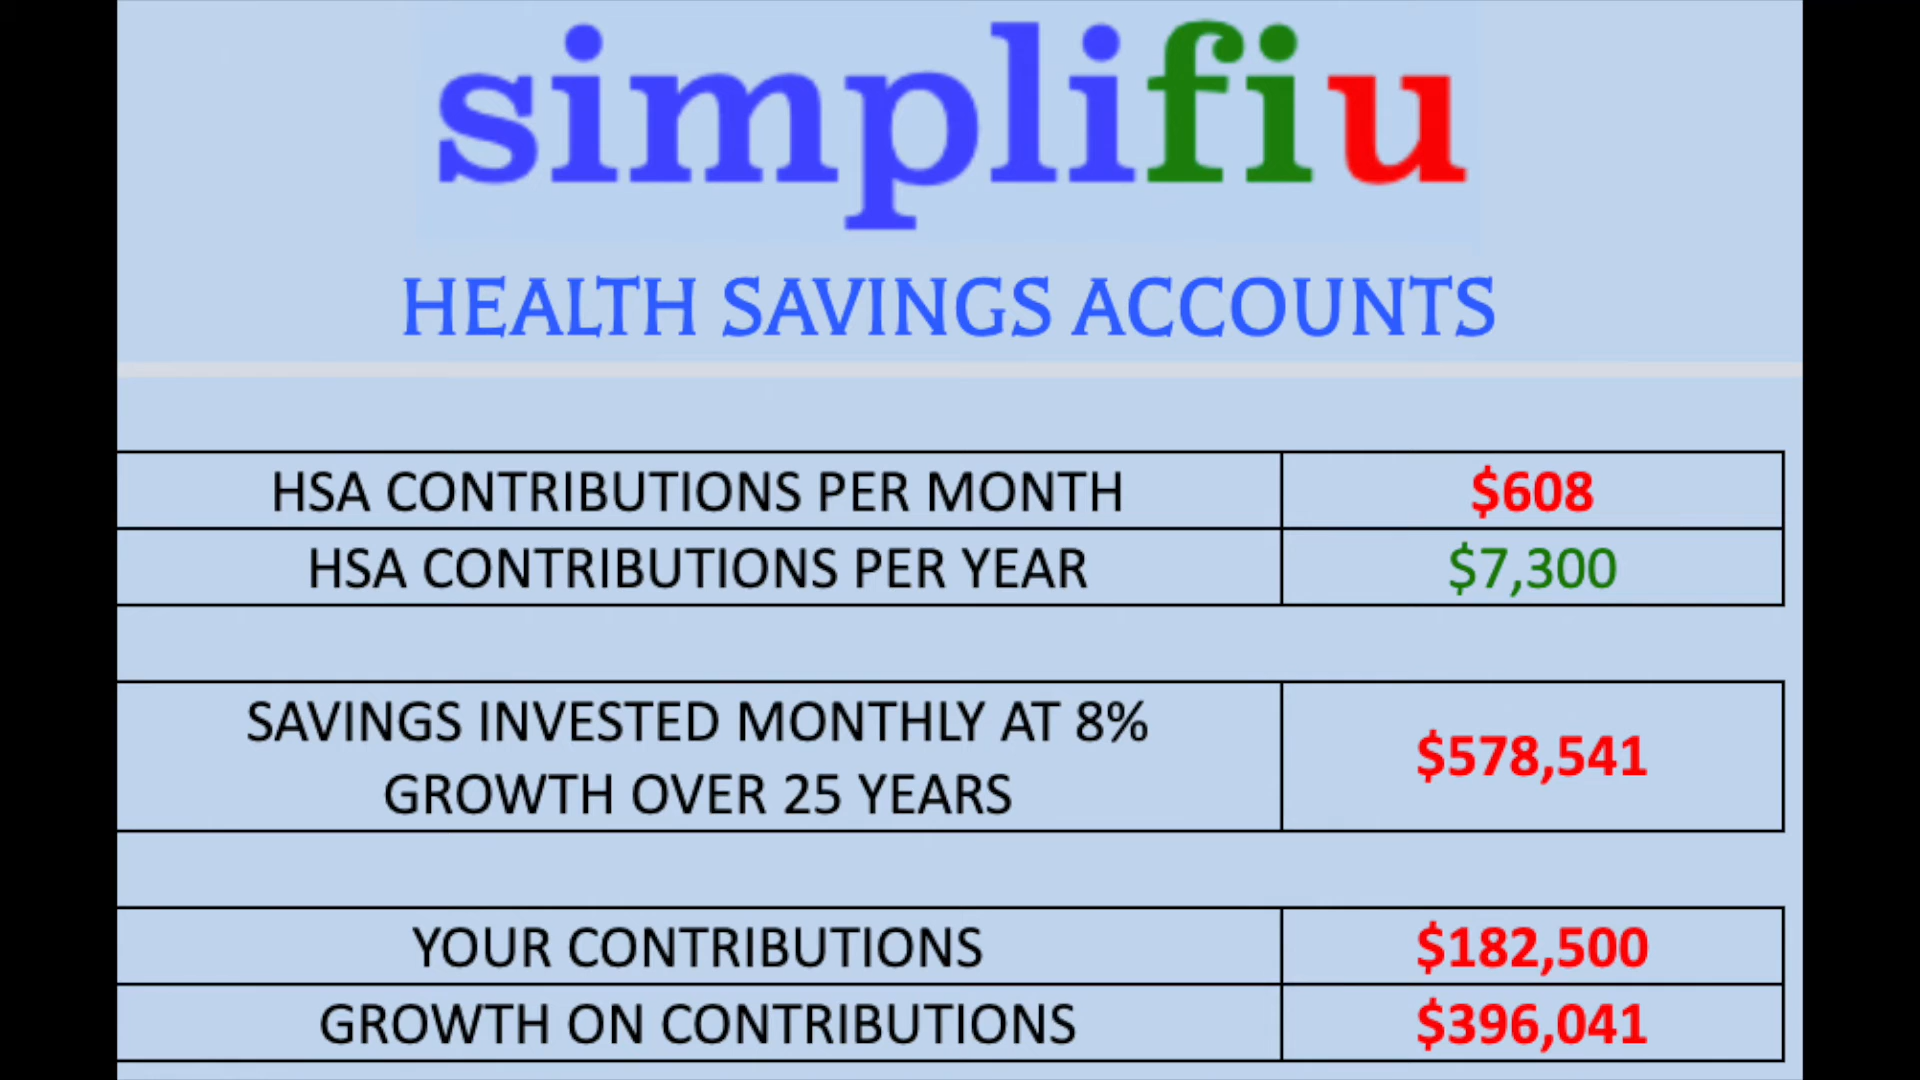 simplifiu
HEALTH SAVINGS ACCOUNTS
HSA CONTRIBUTIONS PER MONTH $608
HSA CONTRIBUTIONS PER YEAR $7,300
SAVINGS INVESTED MONTHLY AT 8%
GROWTH OVER 25 YEARS
$578,541
YOUR CONTRIBUTIONS $182,500
GROWTH ON CONTRIBUTIONS $396,041